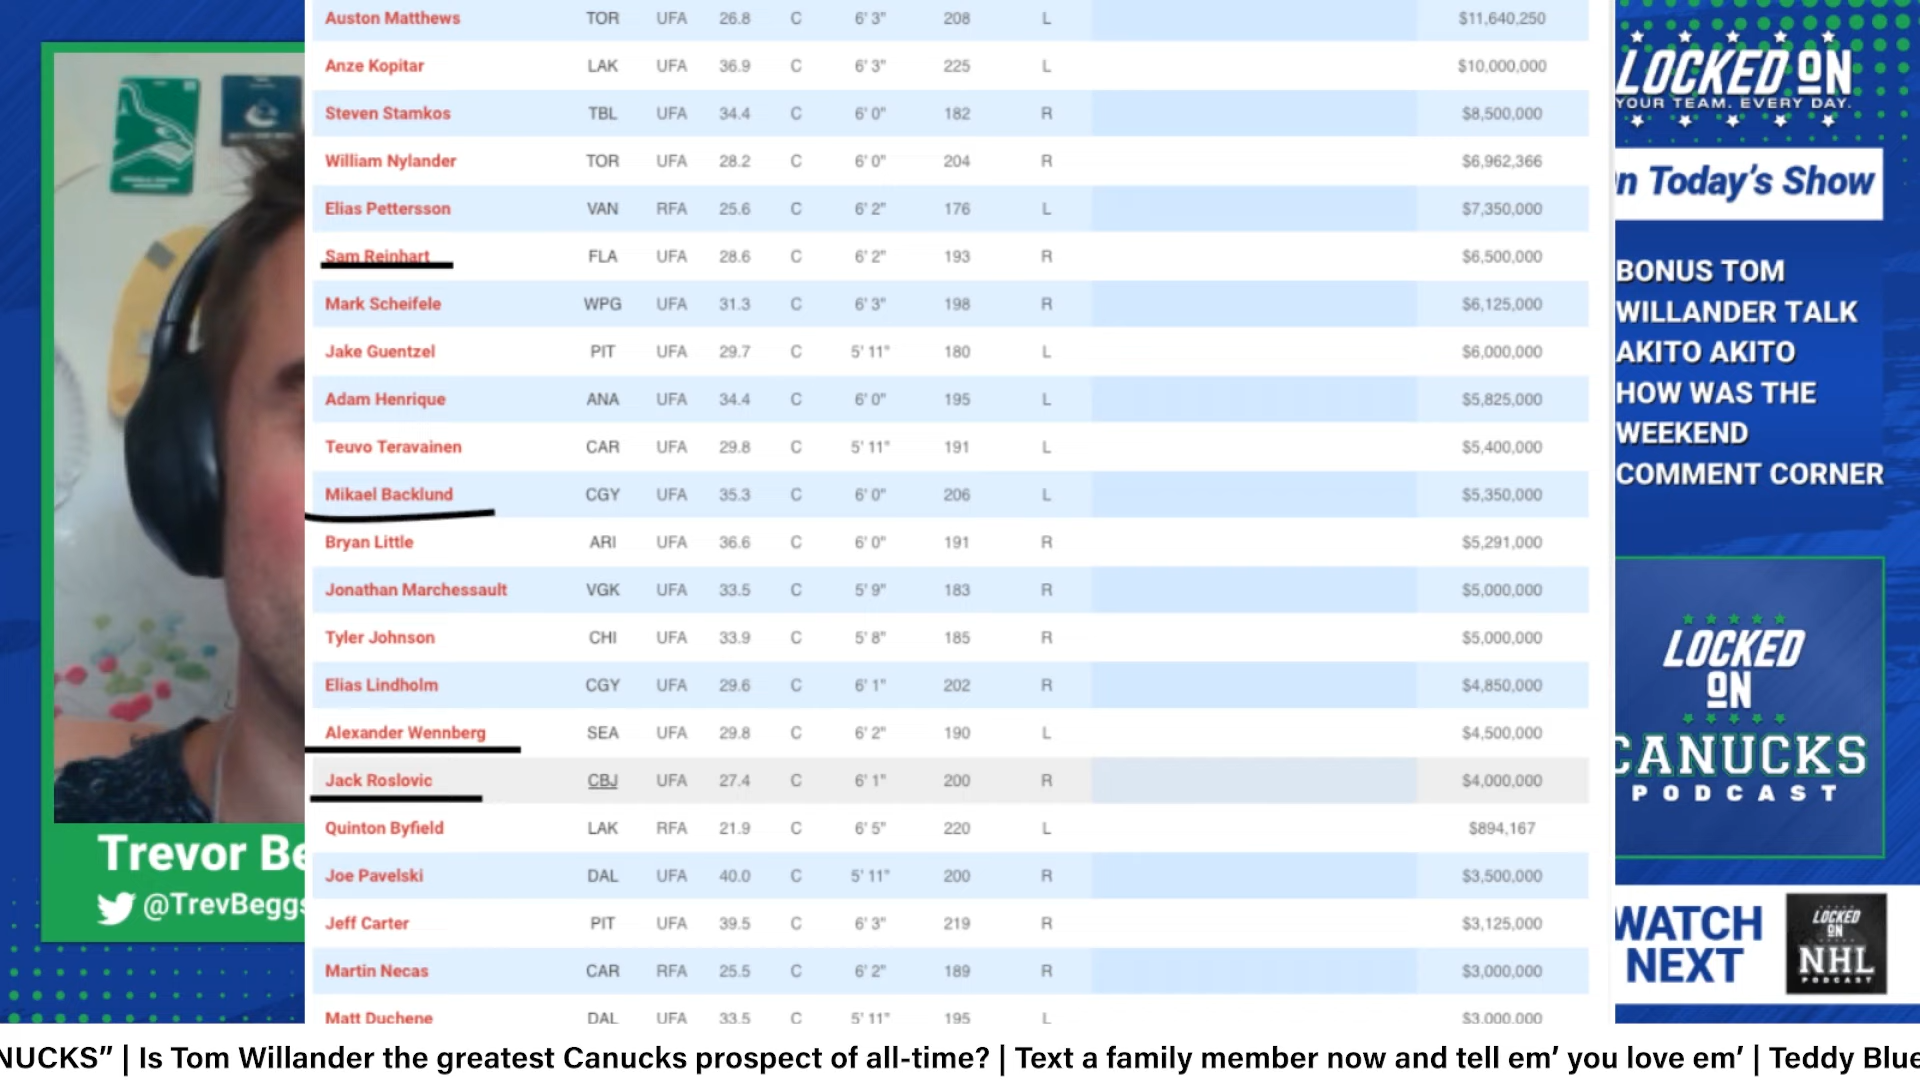 Auston Matthews TOR UFA 26.8 C 6' 3" 208 L $11,640,250
Anze Kopitar LAK UFA 36.9 C 6' 3" 225 L $10,000,000
Steven Stamkos TBL UFA 34.4 C 6' 0" 182 R $8,500,000
William Nylander TOR UFA 28.2 C 6' 0" 204 R $6,962,366
Elias Pettersson VAN RFA 25.6 C 6' 2" 176 L $7,350,000
Sam Reinhart FLA UFA 28.6 C 6' 2" 193 R $6,500,000
Mark Scheifele WPG UFA 31.3 C 6' 3" 198 R $6,125,000
Jake Guentzel PIT UFA 29.7 C 5' 11" 180 L $6,000,000
Adam Henrique ANA UFA 34.4 C 6' 0" 195 L $5,825,000
Teuvo Teravainen CAR UFA 29.8 C 5' 11" 191 L $5,400,000
Mikael Backlund CGY UFA 35.3 C 6' 0" 206 L $5,350,000
Bryan Little ARI UFA 36.6 C 6' 0" 191 R $5,291,000
Jonathan Marchessault VGK UFA 33.5 C 5' 9" 183 R $5,000,000
Tyler Johnson CHI UFA 33.9 C 5' 8" 185 R $5,000,000
Elias Lindholm CGY UFA 29.6 C 6' 1" 202 R $4,850,000
Alexander Wennberg SEA UFA 29.8 C 6' 2" 190 L $4,500,000
Jack Roslovic CBJ UFA 27.4 C 6' 1" 200 R $4,000,000
Quinton Byfield LAK RFA 21.9 C 6' 5" 220 L $894,167
Joe Pavelski DAL UFA 40.0 C 5' 11" 200 R $3,500,000
Jeff Carter PIT UFA 39.5 C 6' 3" 219 R $3,125,000
Martin Necas CAR RFA 25.5 C 6' 2" 189 R $3,000,000
Matt Duchene DAL UFA 33.5 C 5' 11" 195 L $3,000,000
Trevor Be
@TrevBeggs
LOCKED ON
YOUR TEAM. EVERY DAY.
n Today's Show
BONUS TOM
WILLANDER TALK
AKITO AKITO
HOW WAS THE
WEEKEND
COMMENT CORNER
LOCKED
ON
CANUCKS
PODCAST
WATCH
NEXT
LOCKED
ON
NHL
PODCAST
NUCKS” | Is Tom Willander the greatest Canucks prospect of all-time? | Text a family member now and tell em’ you love em’ | Teddy Blue